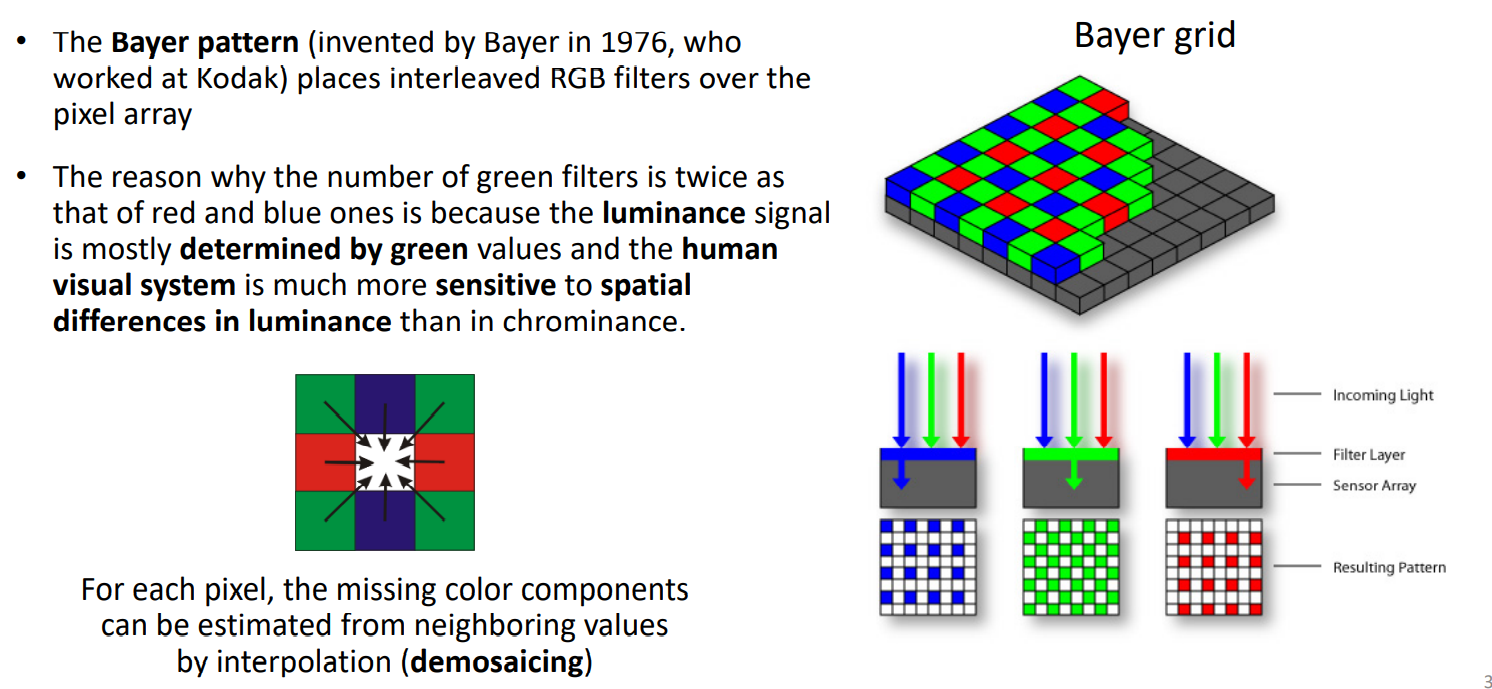 • The Bayer pattern (invented by Bayer in 1976, who
worked at Kodak) places interleaved RGB filters over the
pixel array
• The reason why the number of green filters is twice as
that of red and blue ones is because the luminance signal
is mostly determined by green values and the human
visual system is much more sensitive to spatial
differences in luminance than in chrominance.
For each pixel, the missing color components
can be estimated from neighboring values
by interpolation (demosaicing)
Bayer grid
Incoming Light
Filter Layer
Sensor Array
Resulting Pattern
3